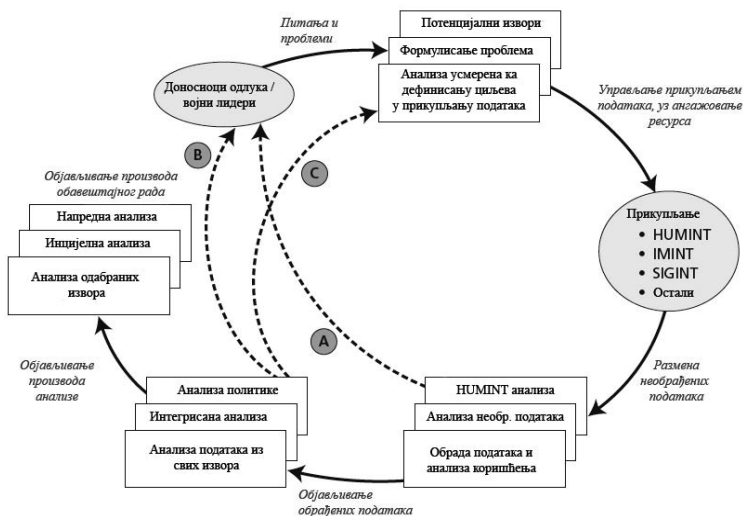 Питања и
проблеми
Потенцијални извори
Формулисање проблема
Анализа усмерена ка
дефинисању циљева
у прикупљању података
Доносиоци одлука /
војни лидери
Управљање прикупљањем
података, уз ангажовање
ресурса
B
C
Објављивање производа
обавештајног рада
Напредна анализа
Инцијелна анализа
Анализа одабраних
извора
Прикупљање
• HUMINT
• IMINT
• SIGINT
• Остали
A
Објављивање
производа
анализе
Размена
необрађених
података
Анализа политике
Интегрисана анализа
Анализа података из
свих извора
HUMINT анализа
Анализа необр. података
Обрада података и
анализа коришћења
Објављивање
обрађених података